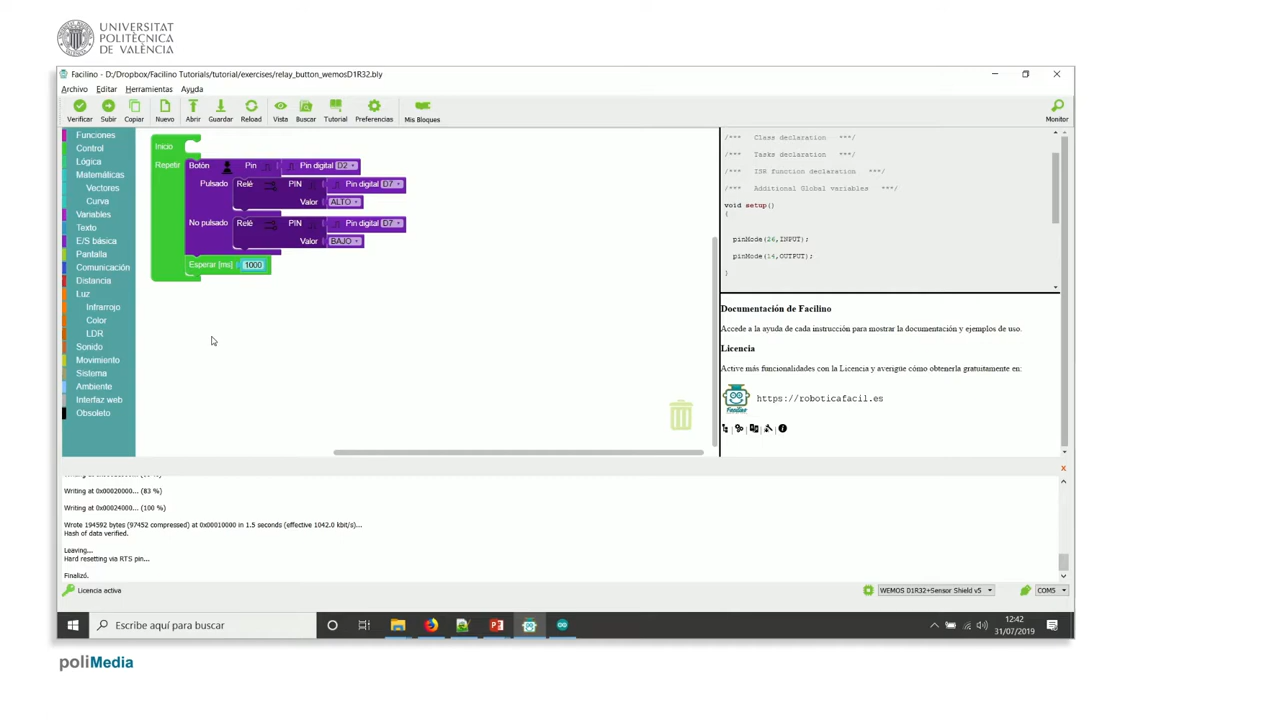 UNIVERSITAT
POLITÈCNICA
DE VALÈNCIA
Facilino - D:/Dropbox/Facilino Tutorials/tutorial/exercises/relay_button_wemosD1R32.bly
Archivo Editar Herramientas Ayuda
Verificar Subir Copiar Nuevo Abrir Guardar Reload Vista Buscar Tutorial Preferencias Mis Bloques Monitor
Funciones
Control
Lógica
Matemáticas
Vectores
Curva
Variables
Texto
E/S básica
Pantalla
Comunicación
Distancia
Luz
Infrarrojo
Color
LDR
Sonido
Movimiento
Sistema
Ambiente
Interfaz web
Obsoleto
Inicio
Repetir Botón Pin Pin digital D2
Pulsado Relé PIN Pin digital D7
Valor ALTO
No pulsado Relé PIN Pin digital D7
Valor BAJO
Esperar [ms] 1000
/*** Class declaration ***/
/*** Tasks declaration ***/
/*** ISR function declaration ***/
/*** Additional Global variables ***/
void setup()
{
pinMode(26,INPUT);
pinMode(14,OUTPUT);
}
Documentación de Facilino
Accede a la ayuda de cada instrucción para mostrar la documentación y ejemplos de uso.
Licencia
Active más funcionalidades con la Licencia y averigüe cómo obtenerla gratuitamente en:
Facilino
https://roboticafacil.es
Writing at 0x00020000... (83 %)
Writing at 0x00024000... (100 %)
Wrote 194592 bytes (97452 compressed) at 0x00010000 in 1.5 seconds (effective 1042.0 kbit/s)...
Hash of data verified.
Leaving...
Hard resetting via RTS pin...
Finalizó.
Licencia activa
WEMOS D1R32+Sensor Shield v5
COM5
Escribe aquí para buscar
12:42
31/07/2019
poliMedia